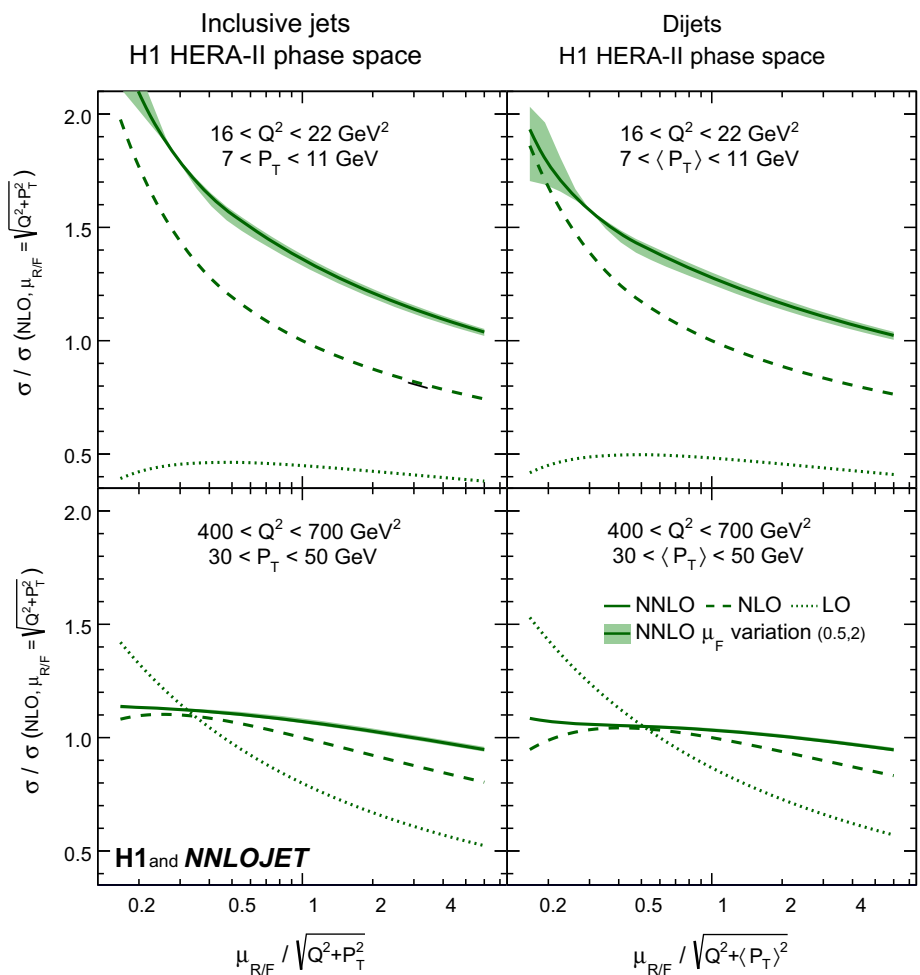 Inclusive jets
H1 HERA-II phase space
Dijets
H1 HERA-II phase space
σ / σ (NLO, μ_R/F = √Q²+P_T²)
2.0
1.5
1.0
0.5
16 < Q² < 22 GeV²
7 < P_T < 11 GeV
16 < Q² < 22 GeV²
7 < ⟨ P_T ⟩ < 11 GeV
σ / σ (NLO, μ_R/F = √Q²+P_T²)
2.0
1.5
1.0
0.5
400 < Q² < 700 GeV²
30 < P_T < 50 GeV
H1 and NNLOJET
400 < Q² < 700 GeV²
30 < ⟨ P_T ⟩ < 50 GeV
NNLO NLO LO
NNLO μ_F variation (0.5,2)
0.2 0.5 1 2 4
0.2 0.5 1 2 4
μ_R/F / √Q²+P_T²
μ_R/F / √Q²+⟨ P_T ⟩²